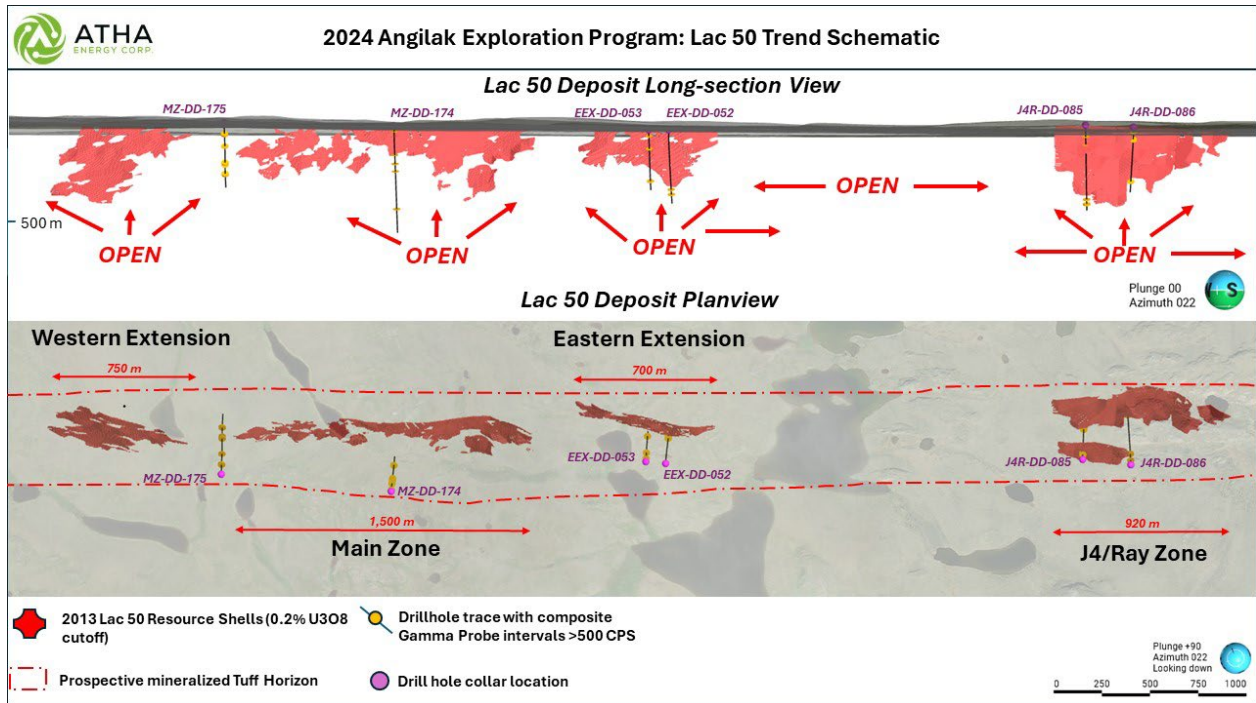 ATHA
ENERGY CORP.
2024 Angilak Exploration Program: Lac 50 Trend Schematic
Lac 50 Deposit Long-section View
MZ-DD-175
MZ-DD-174
EEX-DD-053
EEX-DD-052
J4R-DD-085
J4R-DD-086
OPEN
500 m
OPEN
OPEN
OPEN
OPEN
Plunge 00
Azimuth 022
S
Lac 50 Deposit Planview
Western Extension
Eastern Extension
750 m
700 m
MZ-DD-175
MZ-DD-174
EEX-DD-053
EEX-DD-052
J4R-DD-085
J4R-DD-086
1,500 m
920 m
Main Zone
J4/Ray Zone
2013 Lac 50 Resource Shells (0.2% U3O8
cutoff)
Drillhole trace with composite
Gamma Probe intervals >500 CPS
Prospective mineralized Tuff Horizon
Drill hole collar location
Plunge +90
Azimuth 022
Looking down
0 250 500 750 1000